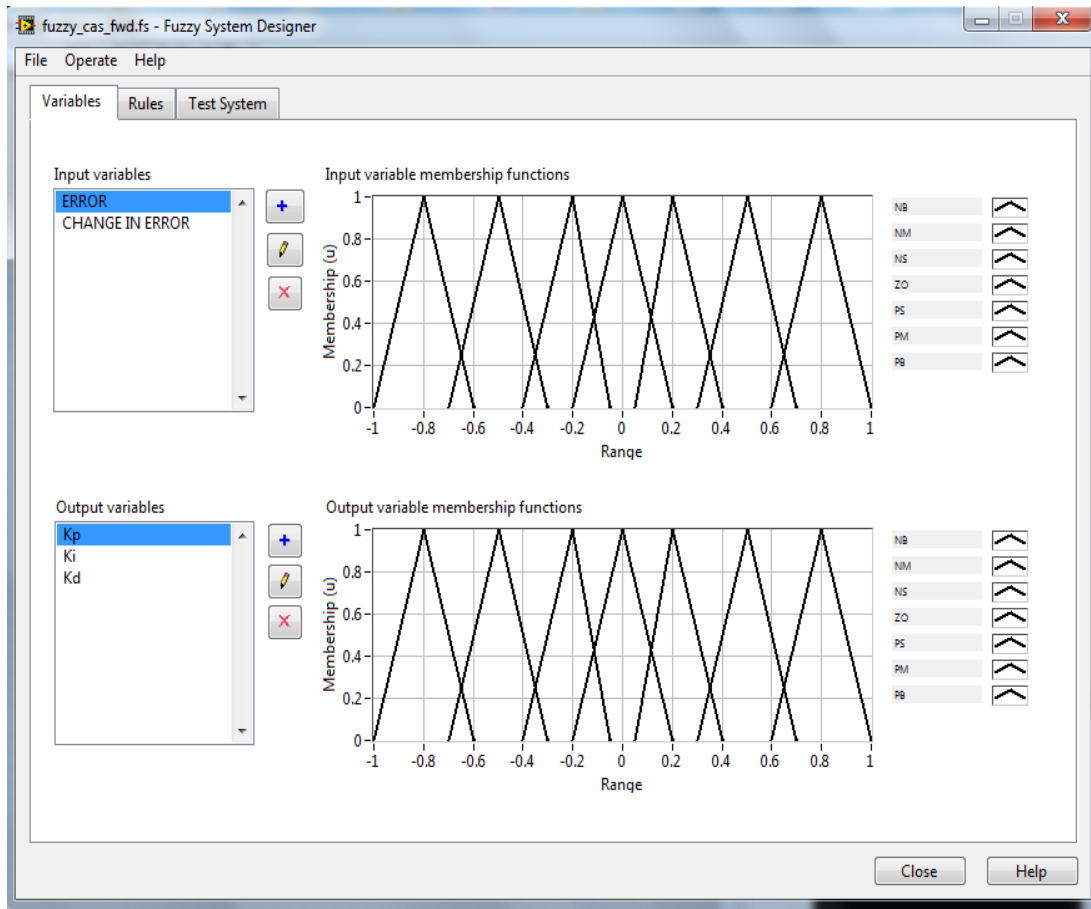 fuzzy_cas_fwd.fs - Fuzzy System Designer
File Operate Help
Variables Rules Test System
Input variables
ERROR
CHANGE IN ERROR
Input variable membership functions
Membership (u)
1
0.8
0.6
0.4
0.2
0
-1 -0.8 -0.6 -0.4 -0.2 0 0.2 0.4 0.6 0.8 1
Range
NB
NM
NS
ZO
PS
PM
PB
Output variables
Kp
Ki
Kd
Output variable membership functions
Membership (u)
1
0.8
0.6
0.4
0.2
0
-1 -0.8 -0.6 -0.4 -0.2 0 0.2 0.4 0.6 0.8 1
Range
NB
NM
NS
ZO
PS
PM
PB
Close Help